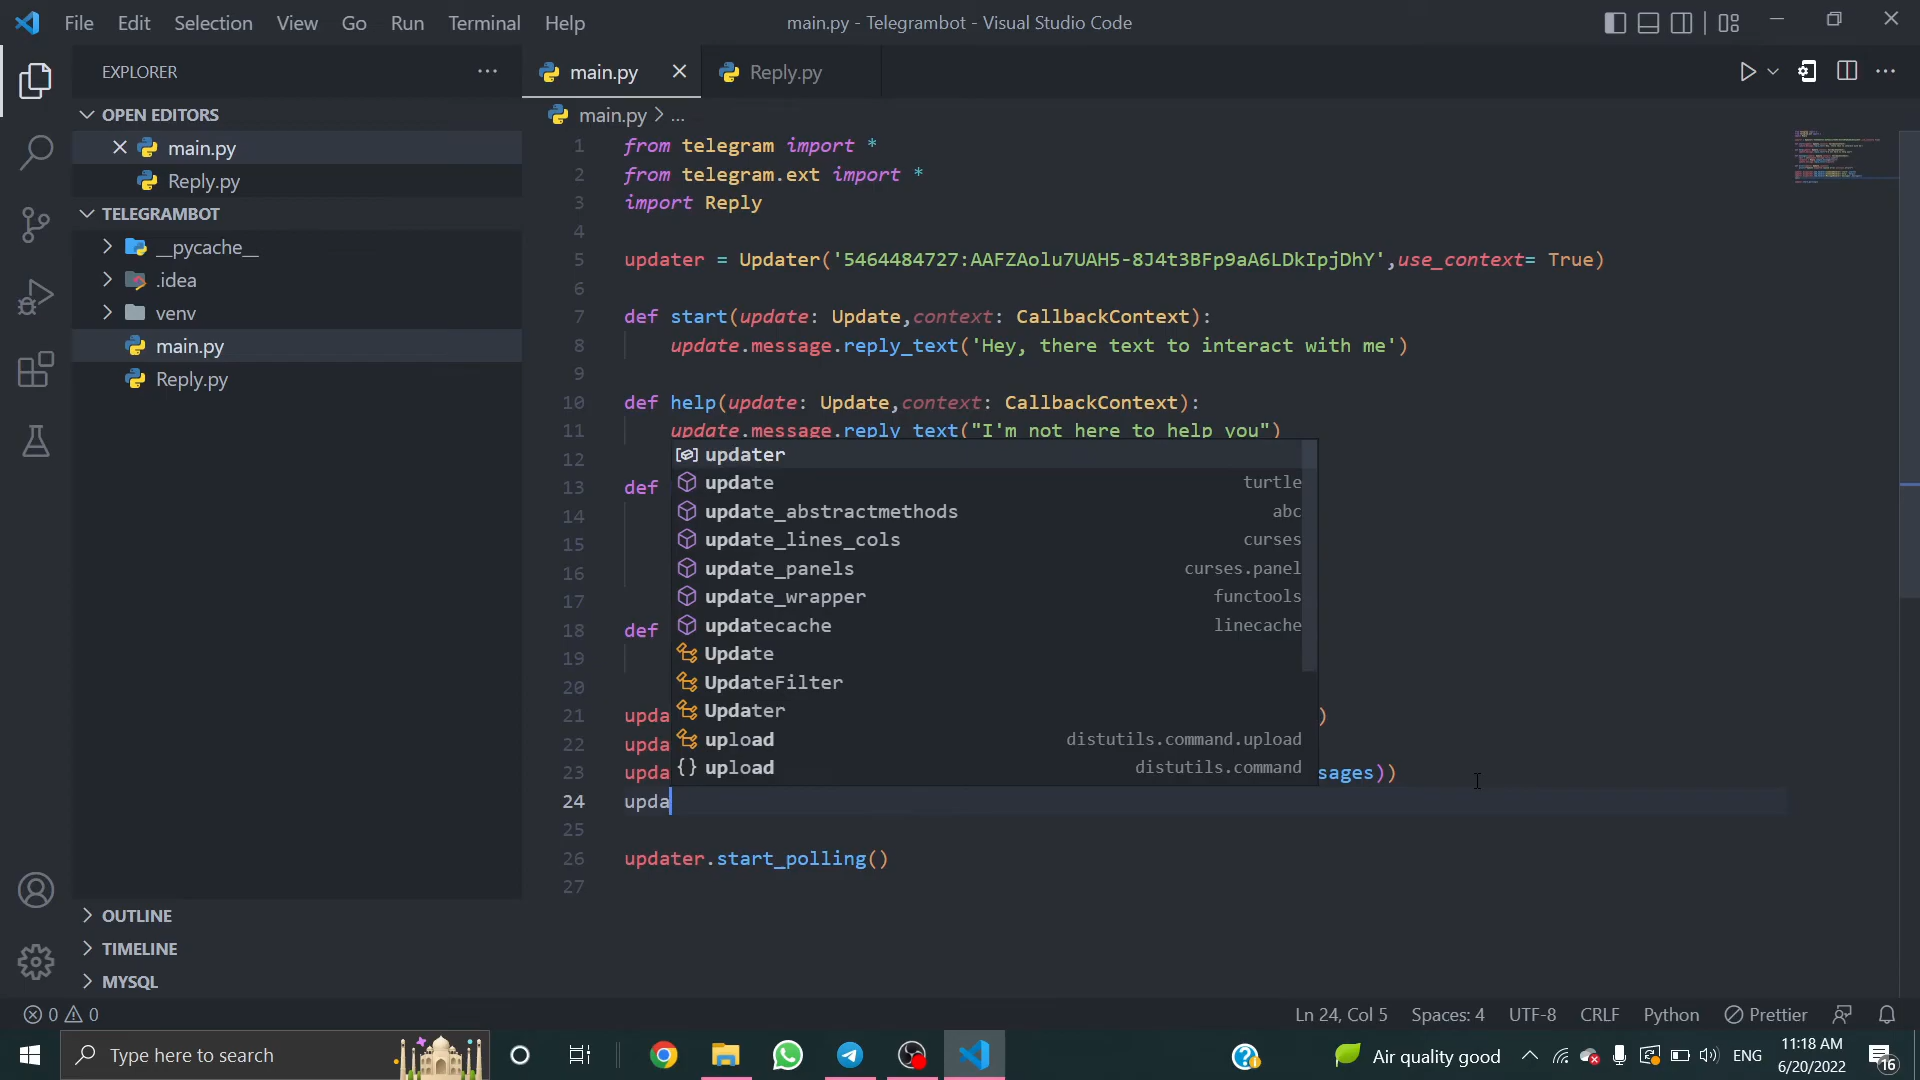 File Edit Selection View Go Run Terminal Help
main.py - Telegrambot - Visual Studio Code
EXPLORER
OPEN EDITORS
main.py
Reply.py
TELEGRAMBOT
__pycache__
.idea
venv
main.py
Reply.py
OUTLINE
TIMELINE
MYSQL
main.py Reply.py
main.py > ...
1 from telegram import *
2 from telegram.ext import *
3 import Reply
4
5 updater = Updater('5464484727:AAFZAolu7UAH5-8J4t3BFp9aA6LDkIpjDhY',use_context= True)
6
7 def start(update: Update,context: CallbackContext):
8 update.message.reply_text('Hey, there text to interact with me')
9
10 def help(update: Update,context: CallbackContext):
11 update.message.reply_text("I'm not here to help you")
12
13 def
14
15
16
17
18 def
19
20
21 upda )
22 upda
23 upda sages))
24 upda
25
26 updater.start_polling()
27
updater
update turtle
update_abstractmethods abc
update_lines_cols curses
update_panels curses.panel
update_wrapper functools
updatecache linecache
Update
UpdateFilter
Updater
upload distutils.command.upload
{} upload distutils.command
0 0
Ln 24, Col 5 Spaces: 4 UTF-8 CRLF Python Prettier
Type here to search
Air quality good
ENG
11:18 AM
6/20/2022
16